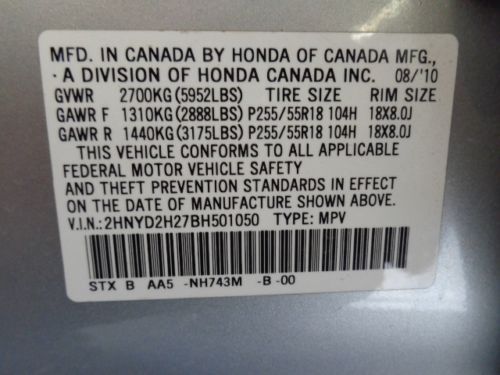 MFD. IN CANADA BY HONDA OF CANADA MFG.,
A DIVISION OF HONDA CANADA INC. 08/'10
GVWR 2700KG (5952LBS) TIRE SIZE RIM SIZE
GAWR F 1310KG (2888LBS) P255/55R18 104H 18X8.0J
GAWR R 1440KG (3175LBS) P255/55R18 104H 18X8.0J
THIS VEHICLE CONFORMS TO ALL APPLICABLE
FEDERAL MOTOR VEHICLE SAFETY
AND THEFT PREVENTION STANDARDS IN EFFECT
ON THE DATE OF MANUFACTURE SHOWN ABOVE.
V.I.N.: 2HNYD2H27BH501050 TYPE: MPV
STX B AA5 -NH743M -B -00